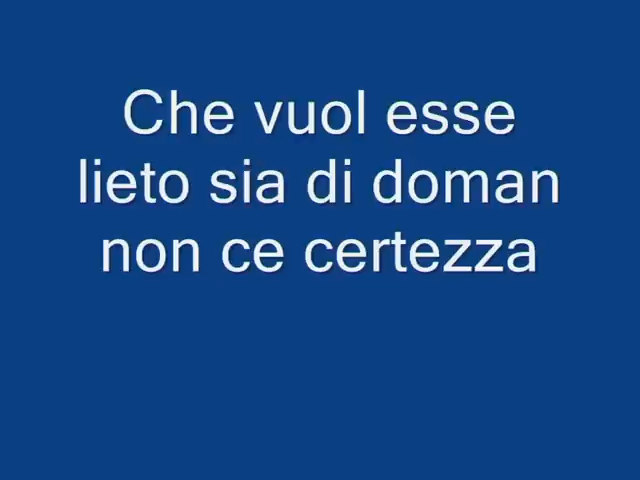 Che vuol esse
lieto sia di doman
non ce certezza